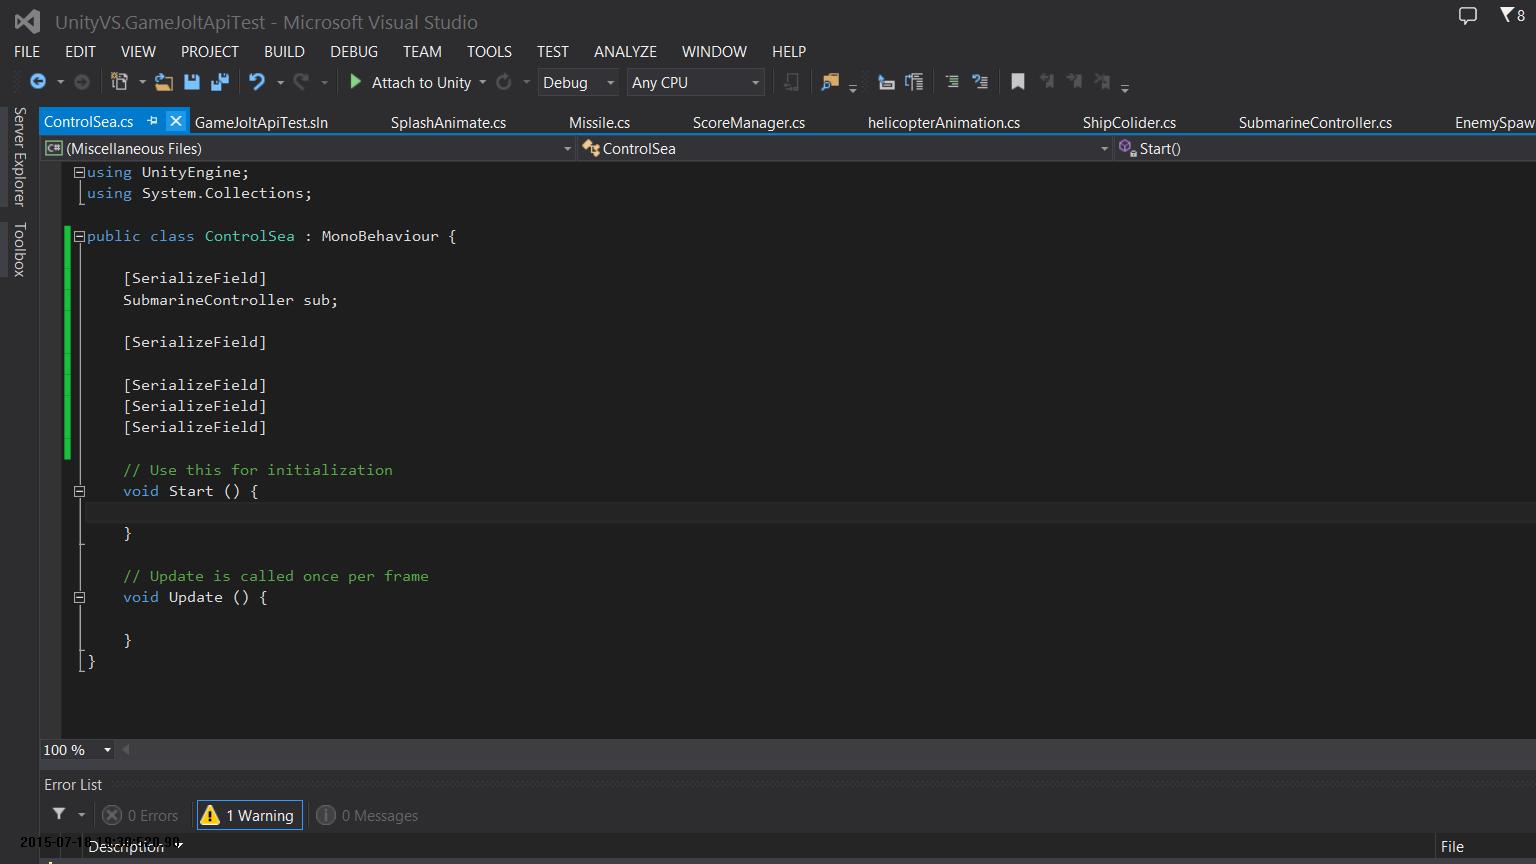 UnityVS.GameJoltApiTest - Microsoft Visual Studio
8
FILE EDIT VIEW PROJECT BUILD DEBUG TEAM TOOLS TEST ANALYZE WINDOW HELP
Attach to Unity Debug Any CPU
Server Explorer
Toolbox
ControlSea.cs GameJoltApiTest.sln SplashAnimate.cs Missile.cs ScoreManager.cs helicopterAnimation.cs ShipColider.cs SubmarineController.cs EnemySpaw
C# (Miscellaneous Files) ControlSea Start()
using UnityEngine;
using System.Collections;
public class ControlSea : MonoBehaviour {
[SerializeField]
SubmarineController sub;
[SerializeField]
[SerializeField]
[SerializeField]
[SerializeField]
// Use this for initialization
void Start () {
}
// Update is called once per frame
void Update () {
}
}
100 %
Error List
0 Errors 1 Warning 0 Messages
Description File